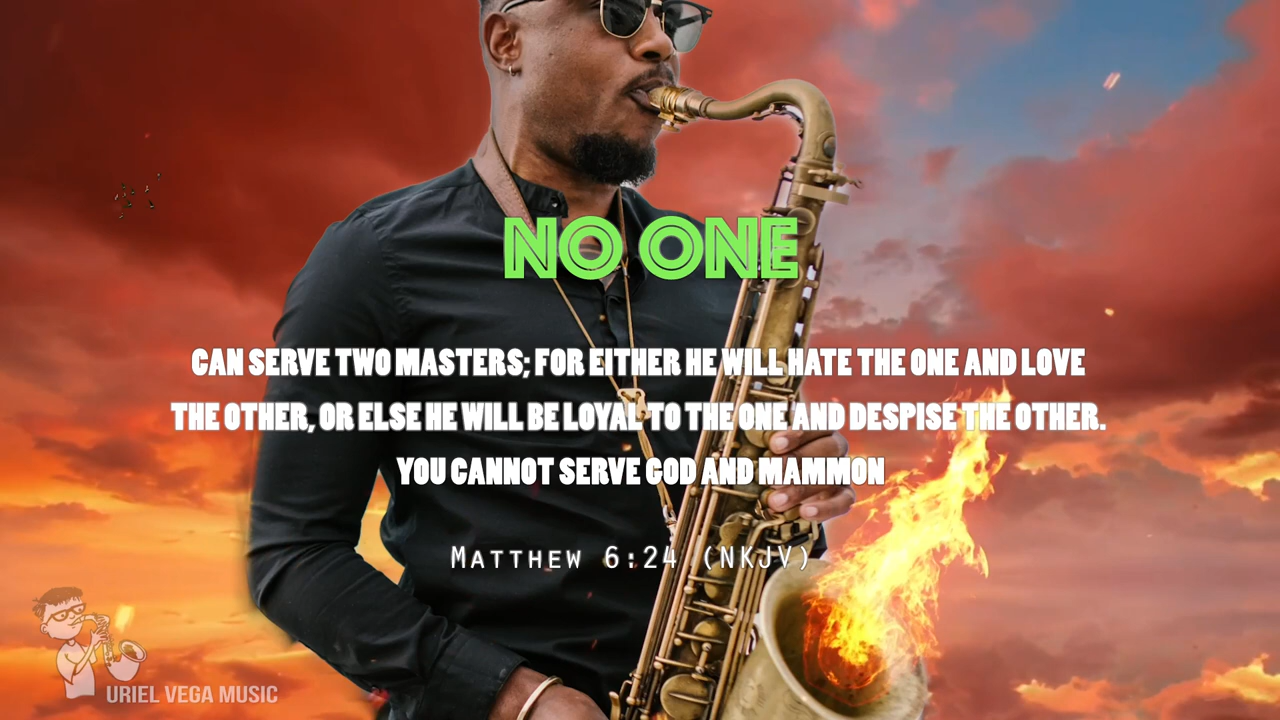 NO ONE
CAN SERVE TWO MASTERS; FOR EITHER HE WILL HATE THE ONE AND LOVE
THE OTHER, OR ELSE HE WILL BE LOYAL TO THE ONE AND DESPISE THE OTHER.
YOU CANNOT SERVE GOD AND MAMMON
MATTHEW 6:24 (NKJV)
URIEL VEGA MUSIC